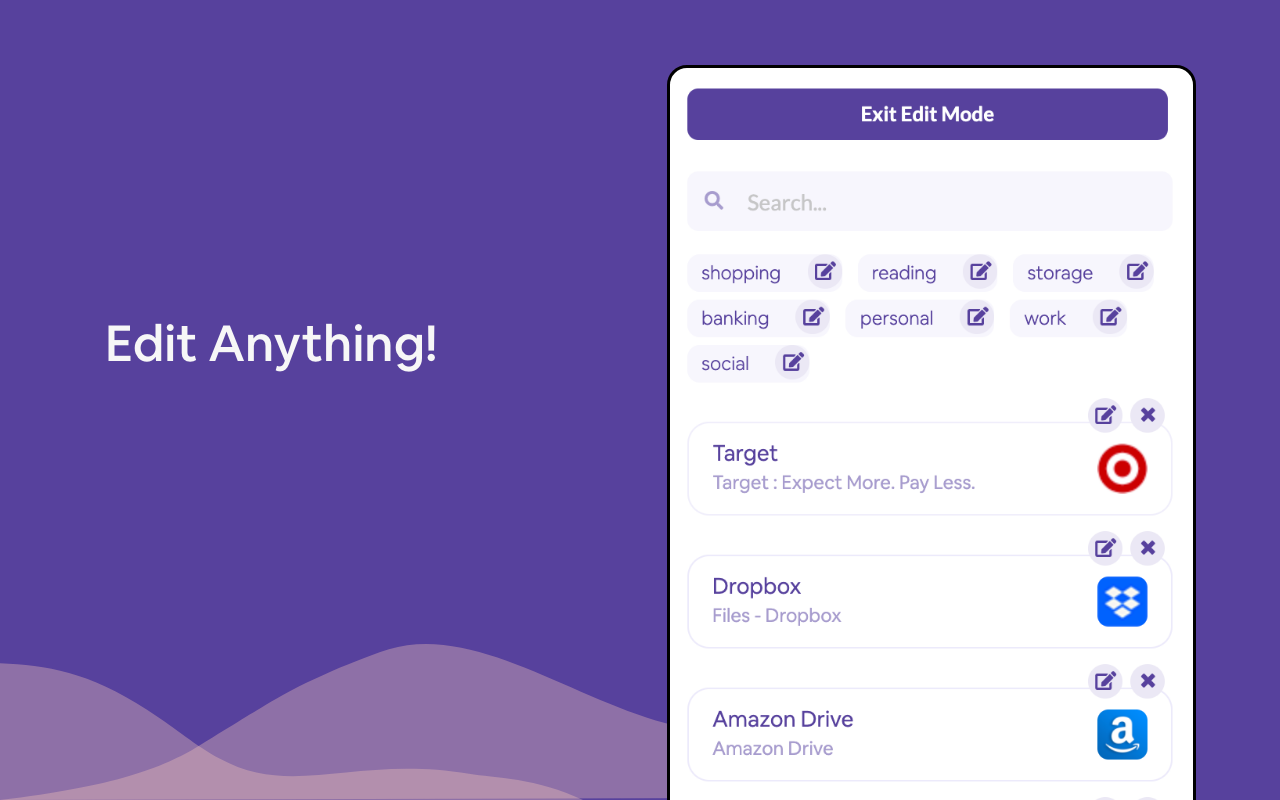 Edit Anything!
Exit Edit Mode
Search...
shopping reading storage
banking personal work
social
Target
Target : Expect More. Pay Less.
Dropbox
Files - Dropbox
Amazon Drive
Amazon Drive
a